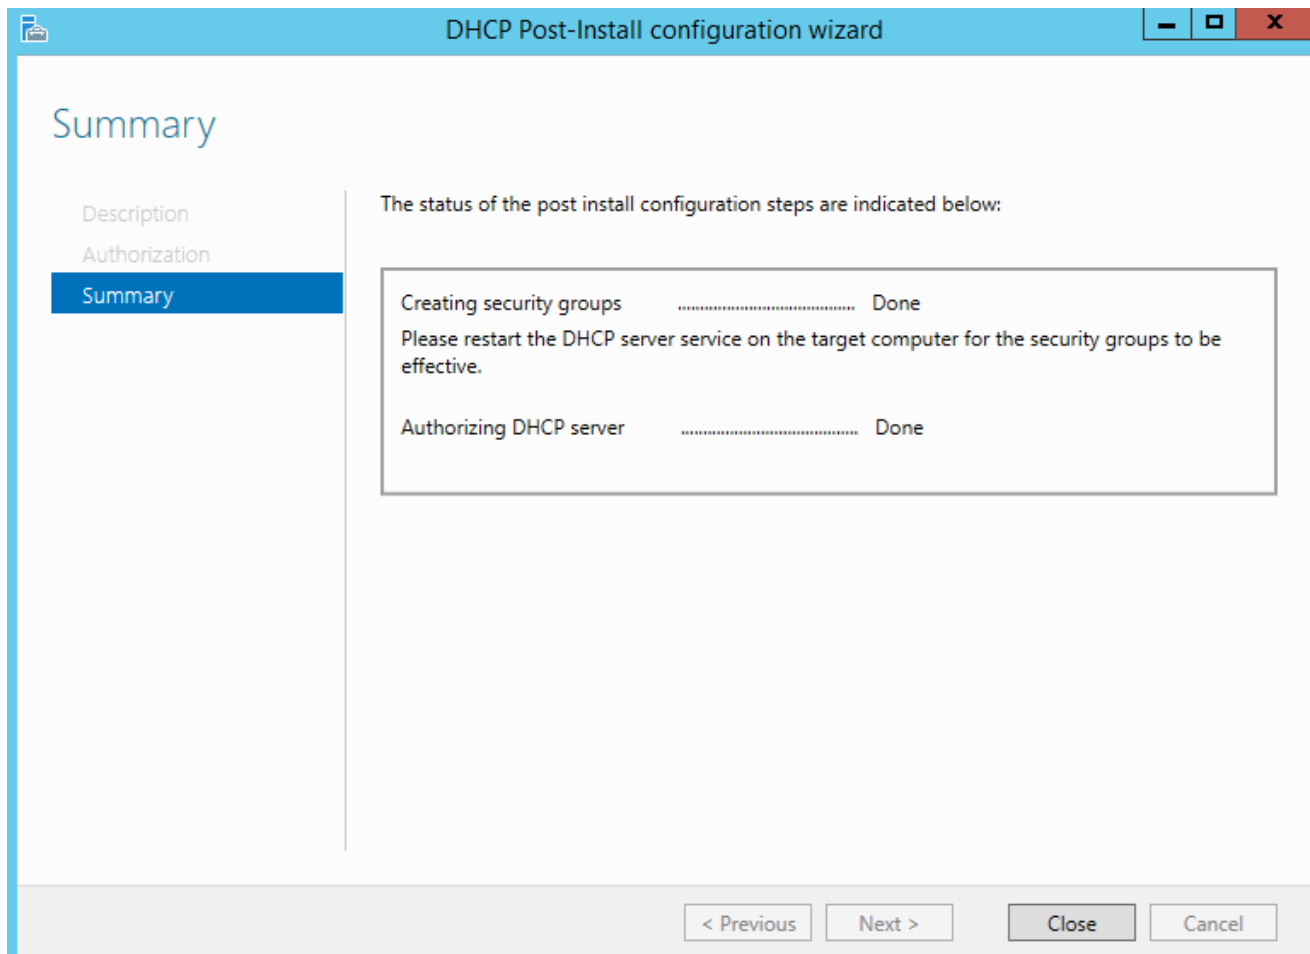 DHCP Post-Install configuration wizard
Summary
Description
Authorization
Summary
The status of the post install configuration steps are indicated below:
Creating security groups ........................................ Done
Please restart the DHCP server service on the target computer for the security groups to be
effective.
Authorizing DHCP server ........................................ Done
< Previous
Next >
Close
Cancel